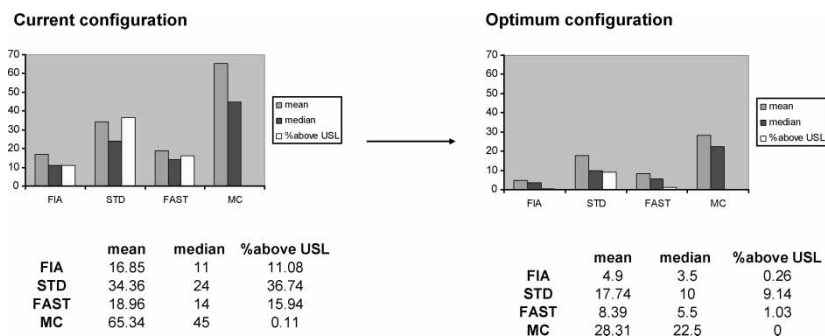 Current configuration
70
60
50
40
30
20
10
0
FIA STD FAST MC
mean
median
%above USL
mean median %above USL
FIA 16.85 11 11.08
STD 34.36 24 36.74
FAST 18.96 14 15.94
MC 65.34 45 0.11
Optimum configuration
70
60
50
40
30
20
10
0
FIA STD FAST MC
mean
median
%above USL
mean median %above USL
FIA 4.9 3.5 0.26
STD 17.74 10 9.14
FAST 8.39 5.5 1.03
MC 28.31 22.5 0